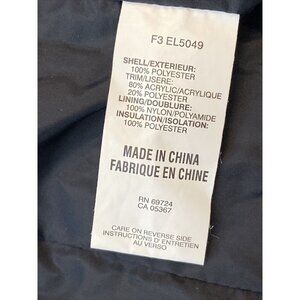 F3 EL5049
SHELL/EXTERIEUR:
100% POLYESTER
TRIM/LISERE:
80% ACRYLIC/ACRYLIQUE
20% POLYESTER
LINING/DOUBLURE:
100% NYLON/POLYAMIDE
INSULATION/ISOLATION:
100% POLYESTER
MADE IN CHINA
FABRIQUE EN CHINE
RN 69724
CA 05367
CARE ON REVERSE SIDE
INSTRUCTIONS D'ENTRETIEN
AU VERSO